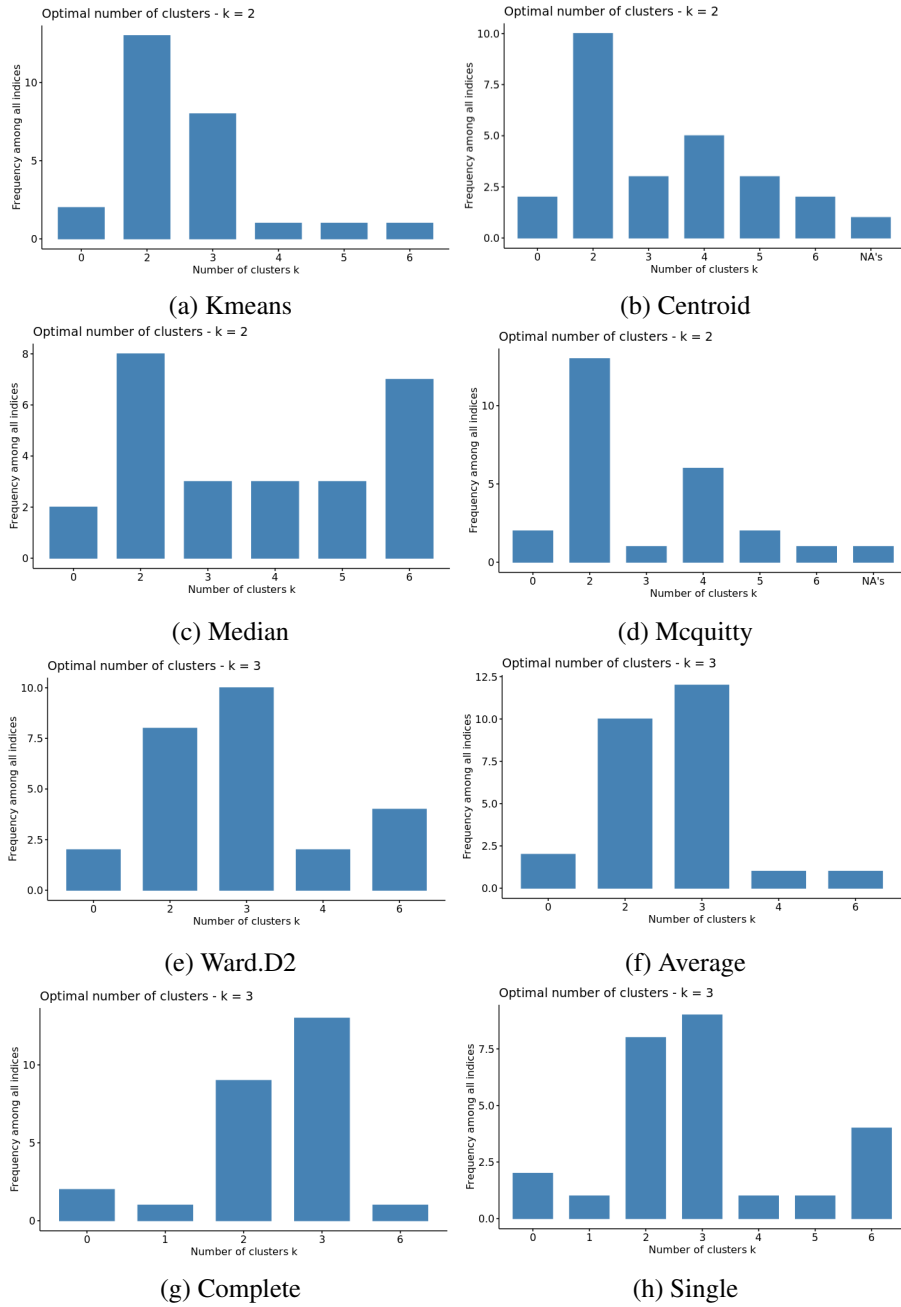 Optimal number of clusters - k = 2
Frequency among all indices
10
5
0
0 2 3 4 5 6
Number of clusters k
(a) Kmeans
Optimal number of clusters - k = 2
Frequency among all indices
10.0
7.5
5.0
2.5
0.0
0 2 3 4 5 6 NA's
Number of clusters k
(b) Centroid
Optimal number of clusters - k = 2
Frequency among all indices
8
6
4
2
0
0 2 3 4 5 6
Number of clusters k
(c) Median
Optimal number of clusters - k = 2
Frequency among all indices
10
5
0
0 2 3 4 5 6 NA's
Number of clusters k
(d) Mcquitty
Optimal number of clusters - k = 3
Frequency among all indices
10.0
7.5
5.0
2.5
0.0
0 2 3 4 6
Number of clusters k
(e) Ward.D2
Optimal number of clusters - k = 3
Frequency among all indices
12.5
10.0
7.5
5.0
2.5
0.0
0 2 3 4 6
Number of clusters k
(f) Average
Optimal number of clusters - k = 3
Frequency among all indices
10
5
0
0 1 2 3 6
Number of clusters k
(g) Complete
Optimal number of clusters - k = 3
Frequency among all indices
7.5
5.0
2.5
0.0
0 1 2 3 4 5 6
Number of clusters k
(h) Single